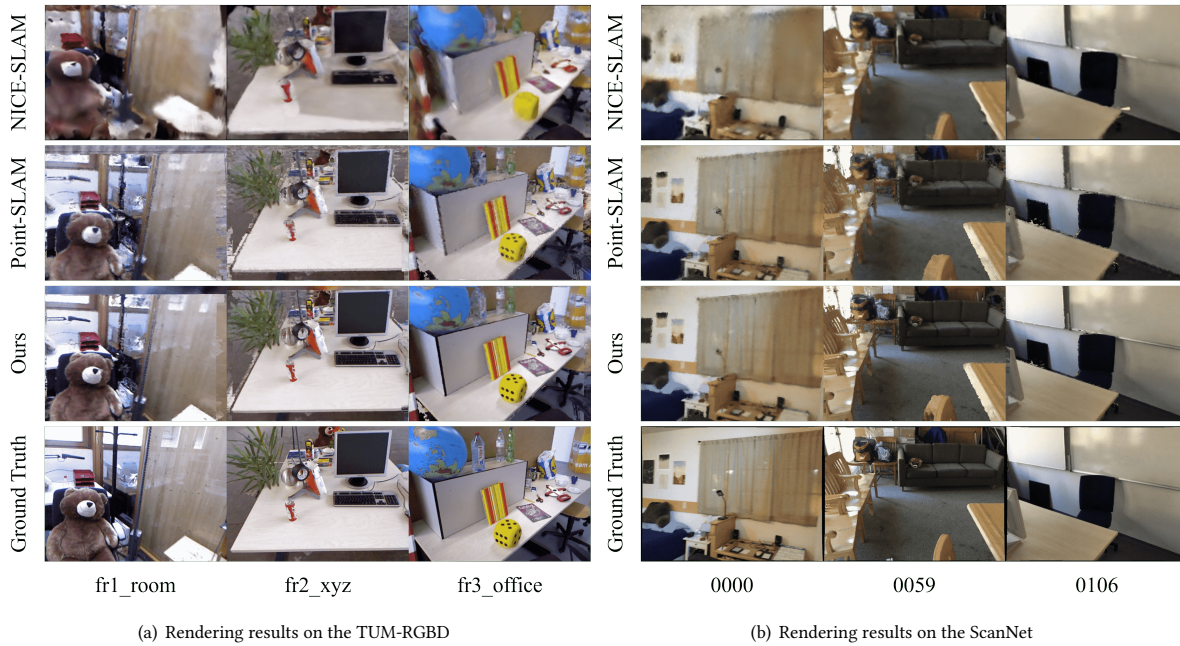 NICE-SLAM
Point-SLAM
Ours
Ground Truth
fr1_room fr2_xyz fr3_office
(a) Rendering results on the TUM-RGBD
NICE-SLAM
Point-SLAM
Ours
Ground Truth
0000 0059 0106
(b) Rendering results on the ScanNet